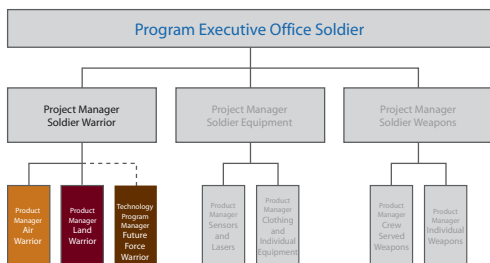 Program Executive Office Soldier
Project Manager
Soldier Warrior
Project Manager
Soldier Equipment
Project Manager
Soldier Weapons
Product
Manager
Air
Warrior
Product
Manager
Land
Warrior
Technology
Program
Manager
Future
Force
Warrior
Product
Manager
Sensors
and
Lasers
Product
Manager
Clothing
and
Individual
Equipment
Product
Manager
Crew
Served
Weapons
Product
Manager
Individual
Weapons